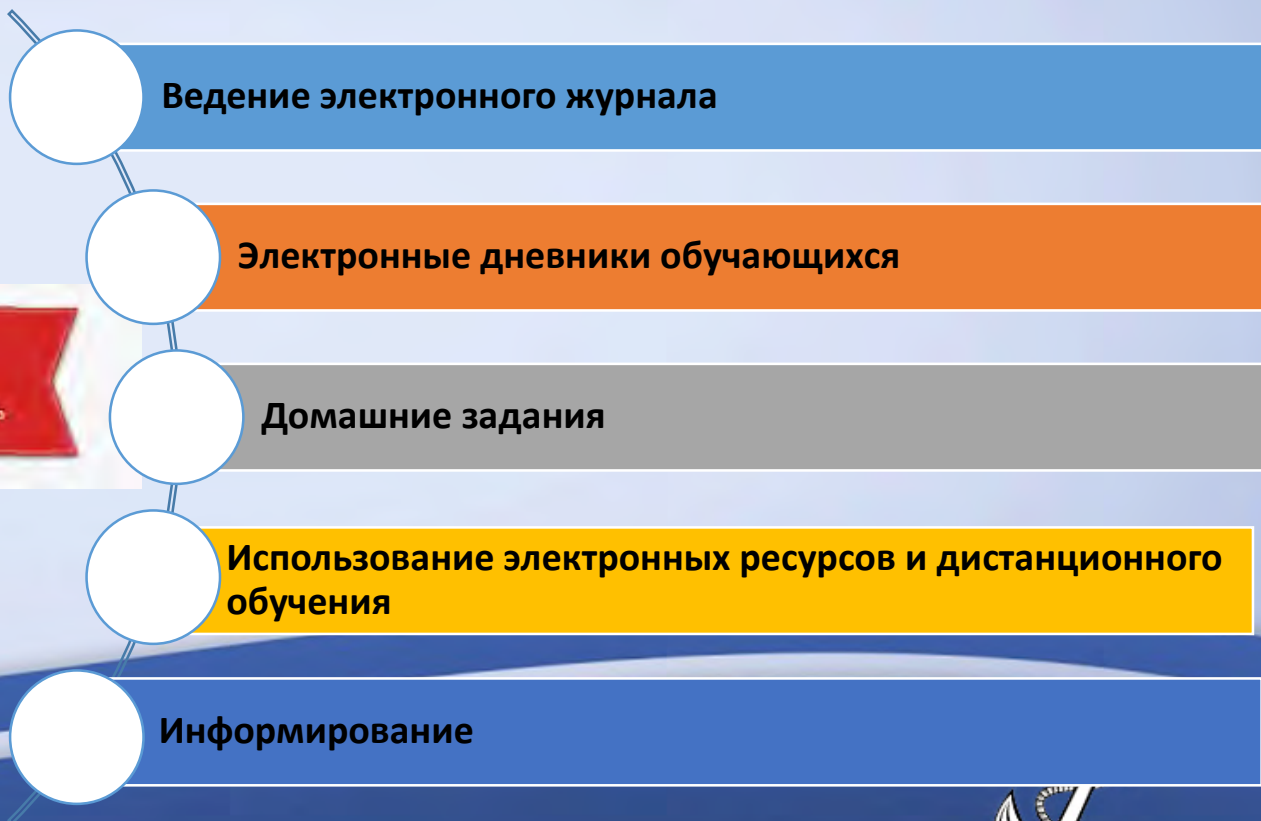 Ведение электронного журнала
Электронные дневники обучающихся
Домашние задания
Использование электронных ресурсов и дистанционного
обучения
Информирование